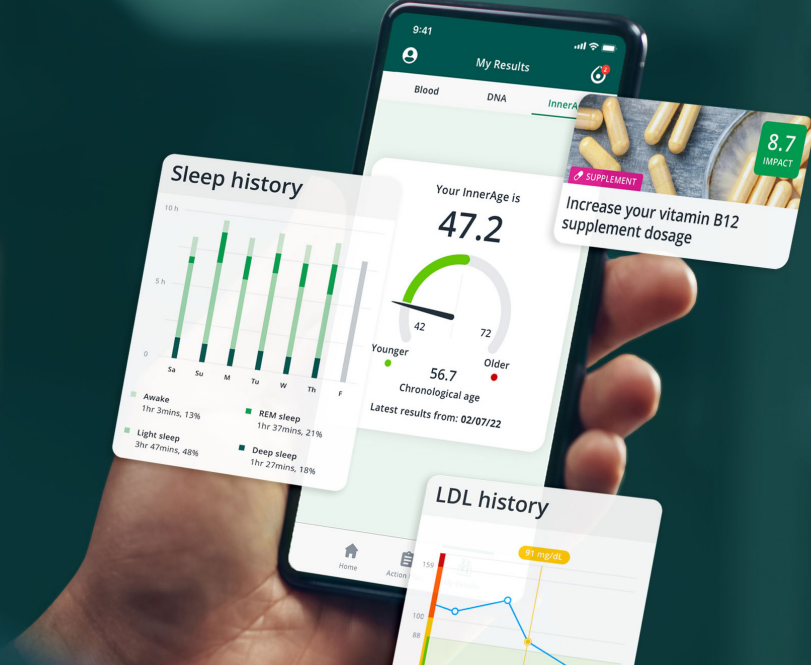 9:41
My Results
2
Blood
DNA
InnerA
Your InnerAge is
47.2
42
72
Younger
Older
56.7
Chronological age
Latest results from: 02/07/22
Home
Action
8.7
IMPACT
SUPPLEMENT
Increase your vitamin B12
supplement dosage
Sleep history
10 h
5 h
0
Sa
Su
M
Tu
W
Th
F
Awake
1hr 3mins, 13%
REM sleep
1hr 37mins, 21%
Light sleep
3hr 47mins, 48%
Deep sleep
1hr 27mins, 18%
LDL history
91 mg/dL
159
100
88